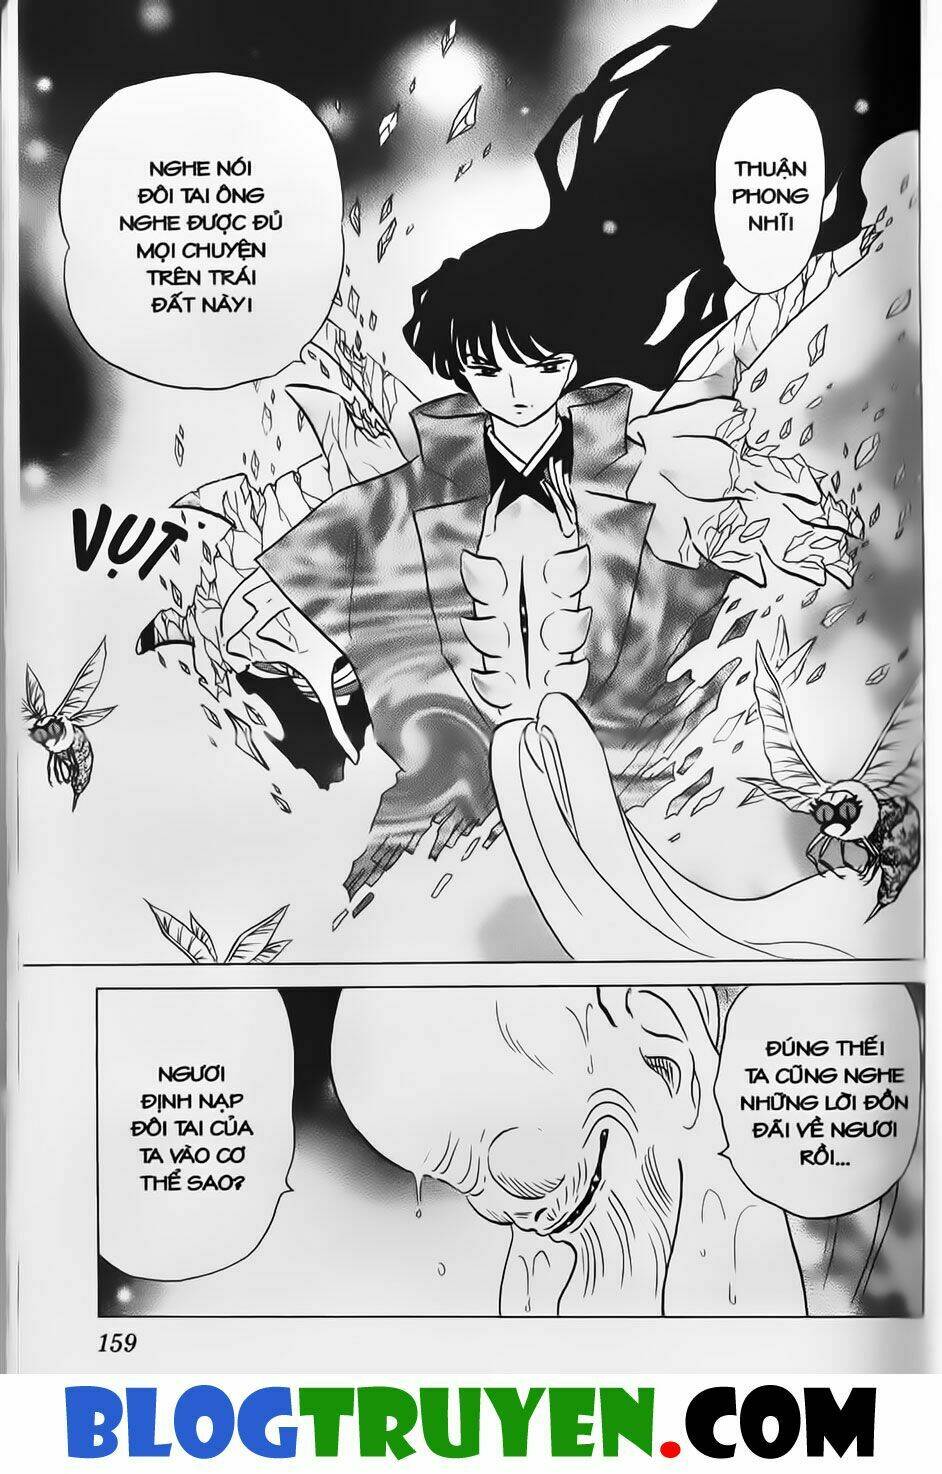 THUẬN
PHONG
NHĨ!
NGHE NÓI
ĐÔI TAI ÔNG
NGHE ĐƯỢC ĐỦ
MỌI CHUYỆN
TRÊN TRÁI
ĐẤT NÀY!
VỤT
ĐÚNG THẾ!
TA CŨNG NGHE
NHỮNG LỜI ĐỒN
ĐÃI VỀ NGƯƠI
RỒI...
NGƯƠI
ĐỊNH NẠP
ĐÔI TAI CỦA
TA VÀO CƠ
THỂ SAO?
159
BLOGTRUYEN.COM